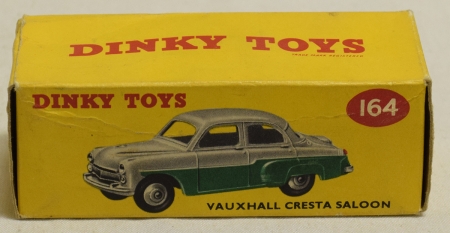 DINKY TOYS
DINKY TOYS
164
VAUXHALL CRESTA SALOON